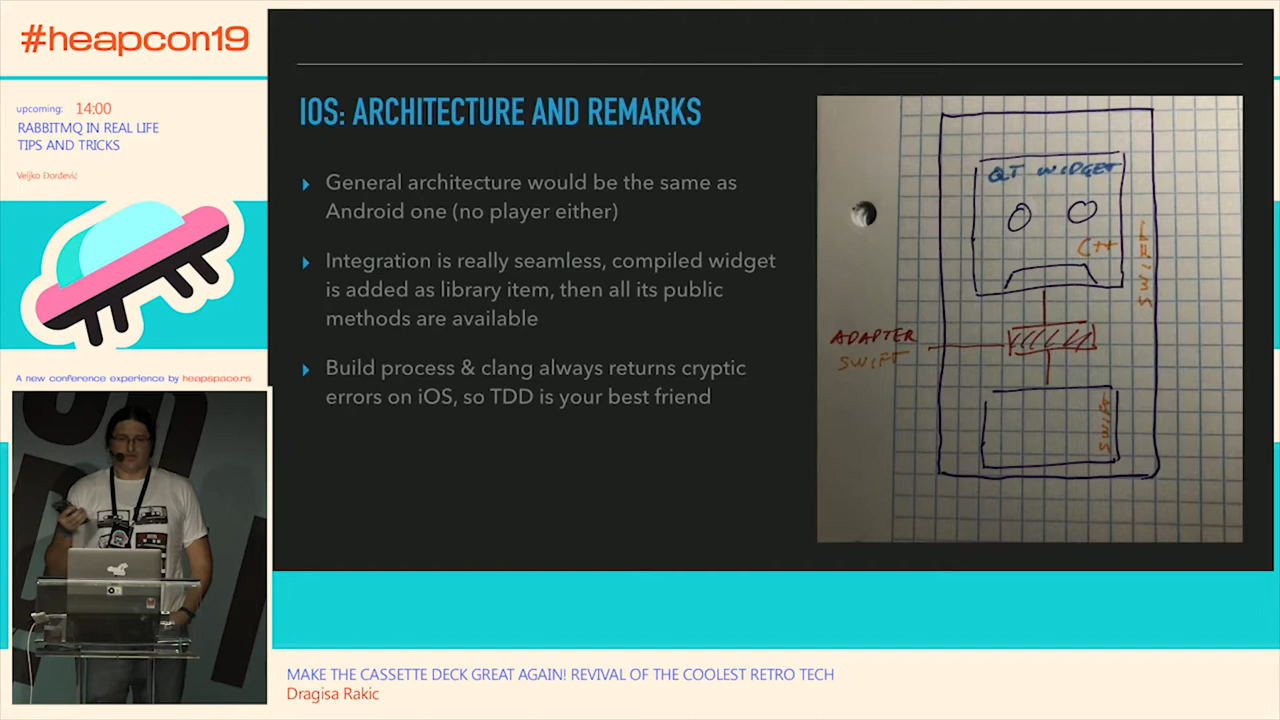 #heapcon19
upcoming: 14:00
RABBITMQ IN REAL LIFE
TIPS AND TRICKS
Veljko Đorđević
A new conference experience by heapspace.rs
IOS: ARCHITECTURE AND REMARKS
General architecture would be the same as
Android one (no player either)
Integration is really seamless, compiled widget
is added as library item, then all its public
methods are available
Build process & clang always returns cryptic
errors on iOS, so TDD is your best friend
QT WIDGET
C++
SWIFT
ADAPTER
SWIFT
SWIFT
MAKE THE CASSETTE DECK GREAT AGAIN! REVIVAL OF THE COOLEST RETRO TECH
Dragisa Rakic